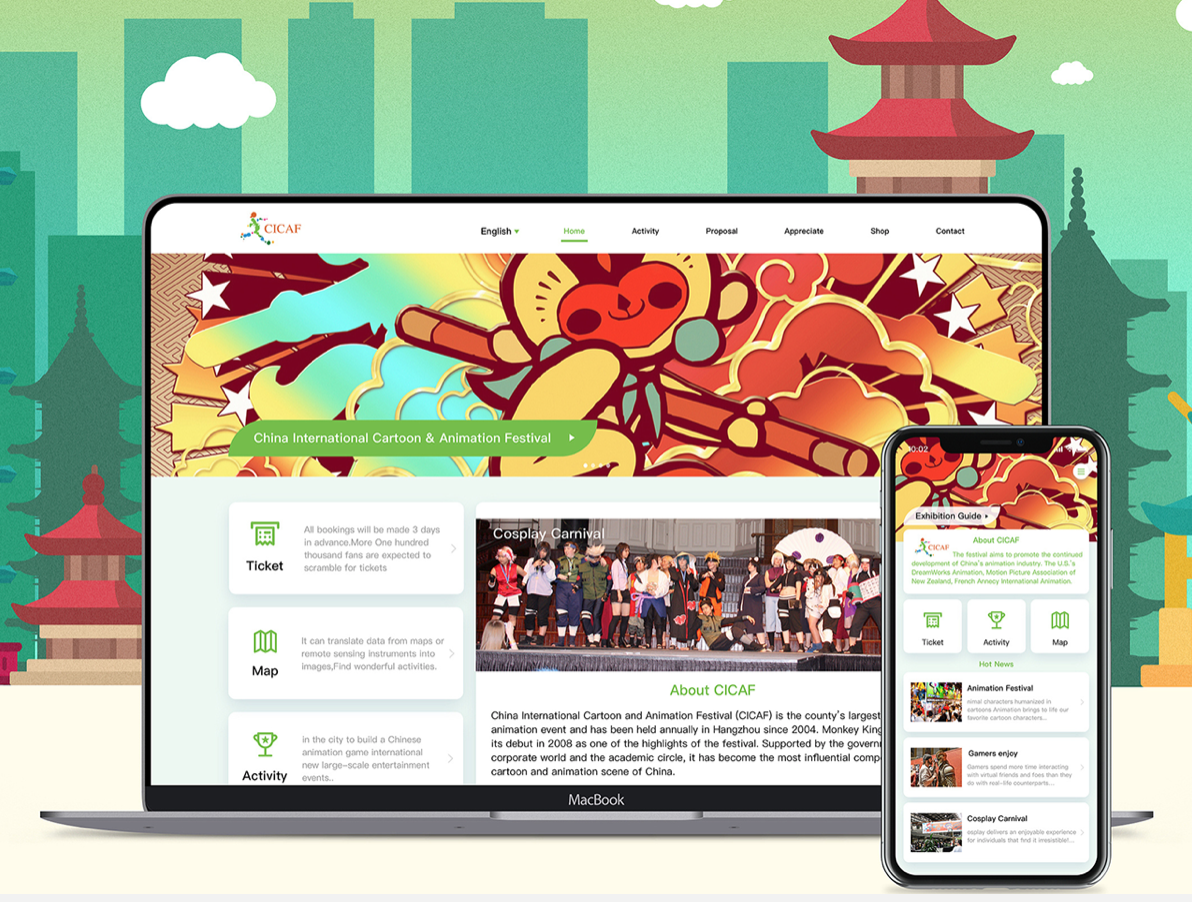 CICAF
English
Home
Activity
Proposal
Appreciate
Shop
Contact
China International Cartoon & Animation Festival
Ticket
All bookings will be made 3 days
in advance.More One hundred
thousand fans are expected to
scramble for tickets
Map
It can translate data from maps or
remote sensing instruments into
images,Find wonderful activities.
Activity
in the city to build a Chinese
animation game international
new large-scale entertainment
events..
Cosplay Carnival
About CICAF
China International Cartoon and Animation Festival (CICAF) is the county's largest
animation event and has been held annually in Hangzhou since 2004. Monkey King
its debut in 2008 as one of the highlights of the festival. Supported by the govern
corporate world and the academic circle, it has become the most influential comp
cartoon and animation scene of China.
MacBook
0:02
Exhibition Guide
CICAF
About CICAF
The festival aims to promote the continued
development of China's animation industry. The U.S.'s
DreamWorks Animation, Motion Picture Association of
New Zealand, French Annecy International Animation.
Ticket
Activity
Map
Hot News
Animation Festival
nimal characters humanized in
cartoons Animation brings to life our
favorite cartoon characters...
Gamers enjoy
Gamers spend more time interacting
with virtual friends and foes than they
do with real-life counterparts...
Cosplay Carnival
osplay delivers an enjoyable experience
for individuals that find it irresistible!...